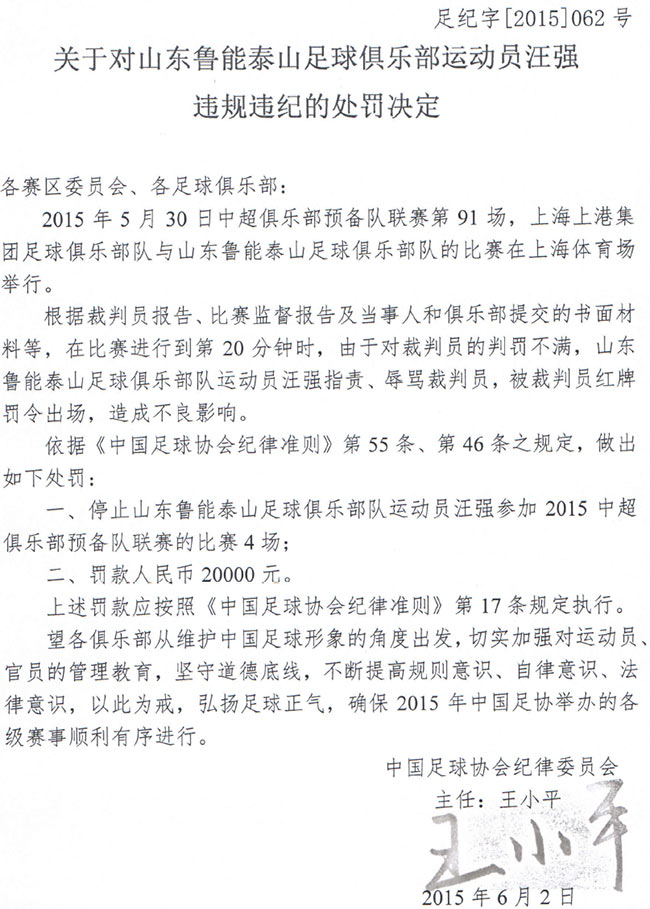 足纪字[2015]062 号
关于对山东鲁能泰山足球俱乐部运动员汪强
违规违纪的处罚决定
各赛区委员会、各足球俱乐部：
2015 年 5 月 30 日中超俱乐部预备队联赛第 91 场，上海上港集
团足球俱乐部队与山东鲁能泰山足球俱乐部队的比赛在上海体育场
举行。
根据裁判员报告、比赛监督报告及当事人和俱乐部提交的书面材
料等，在比赛进行到第 20 分钟时，由于对裁判员的判罚不满，山东
鲁能泰山足球俱乐部队运动员汪强指责、辱骂裁判员，被裁判员红牌
罚令出场，造成不良影响。
依据《中国足球协会纪律准则》第 55 条、第 46 条之规定，做出
如下处罚：
一、停止山东鲁能泰山足球俱乐部队运动员汪强参加 2015 中超
俱乐部预备队联赛的比赛 4 场；
二、罚款人民币 20000 元。
上述罚款应按照《中国足球协会纪律准则》第 17 条规定执行。
望各俱乐部从维护中国足球形象的角度出发，切实加强对运动员、
官员的管理教育，坚守道德底线，不断提高规则意识、自律意识、法
律意识，以此为戒，弘扬足球正气，确保 2015 年中国足协举办的各
级赛事顺利有序进行。
中国足球协会纪律委员会
主任：王小平
王小平
2015 年 6 月 2 日